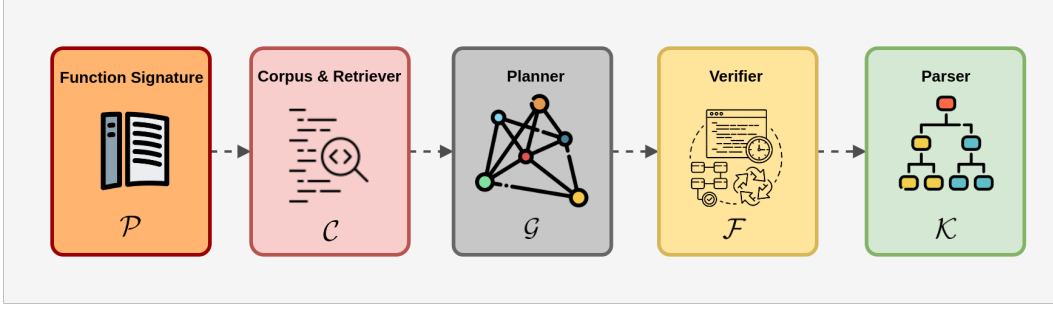 Function Signature
Corpus & Retriever
Planner
Verifier
Parser
<>
𝒫
𝒞
𝒢
ℱ
𝒦